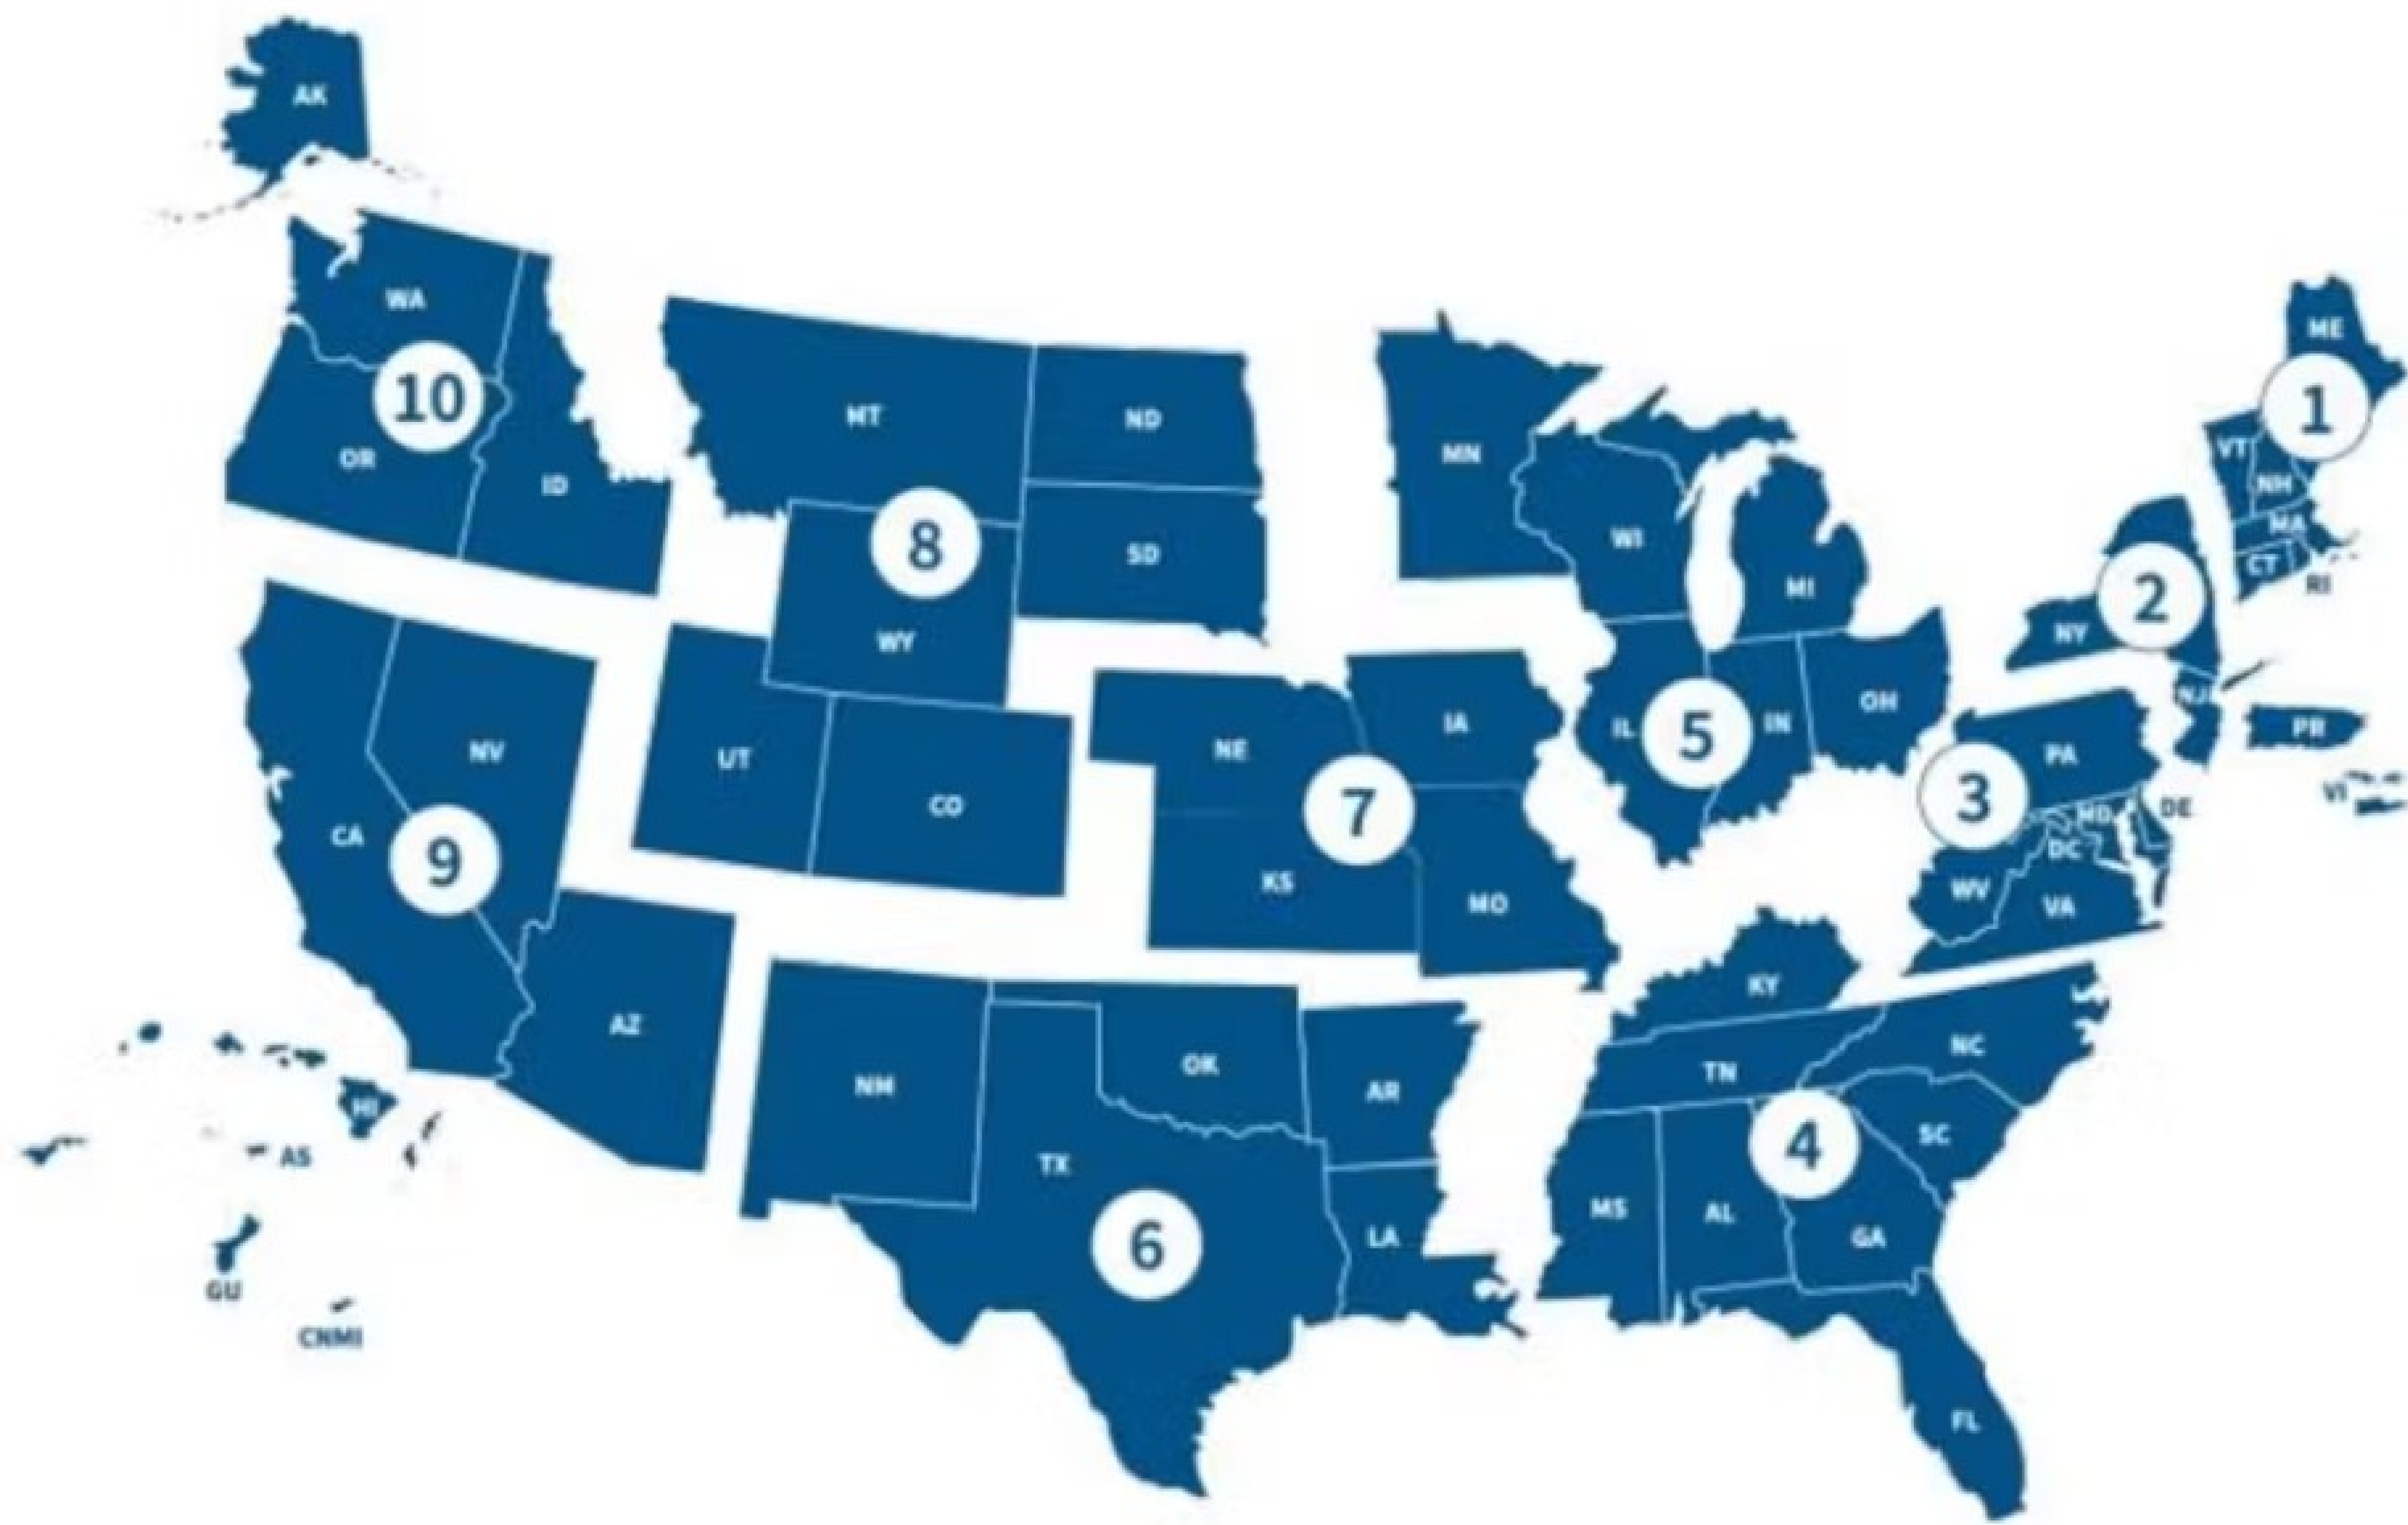 AK
WA
10
OR
ID
MT
ND
8
SD
WY
UT
CO
MN
WI
MI
ME
1
VT
NH
MA
CT
RI
2
NY
NJ
PR
VI
NV
CA
9
AZ
NE
IA
7
KS
MO
IL
5
IN
OH
3
PA
MD
DE
DC
WV
VA
KY
NC
TN
SC
4
MS
AL
GA
FL
NM
OK
AR
TX
6
LA
HI
AS
GU
CNMI